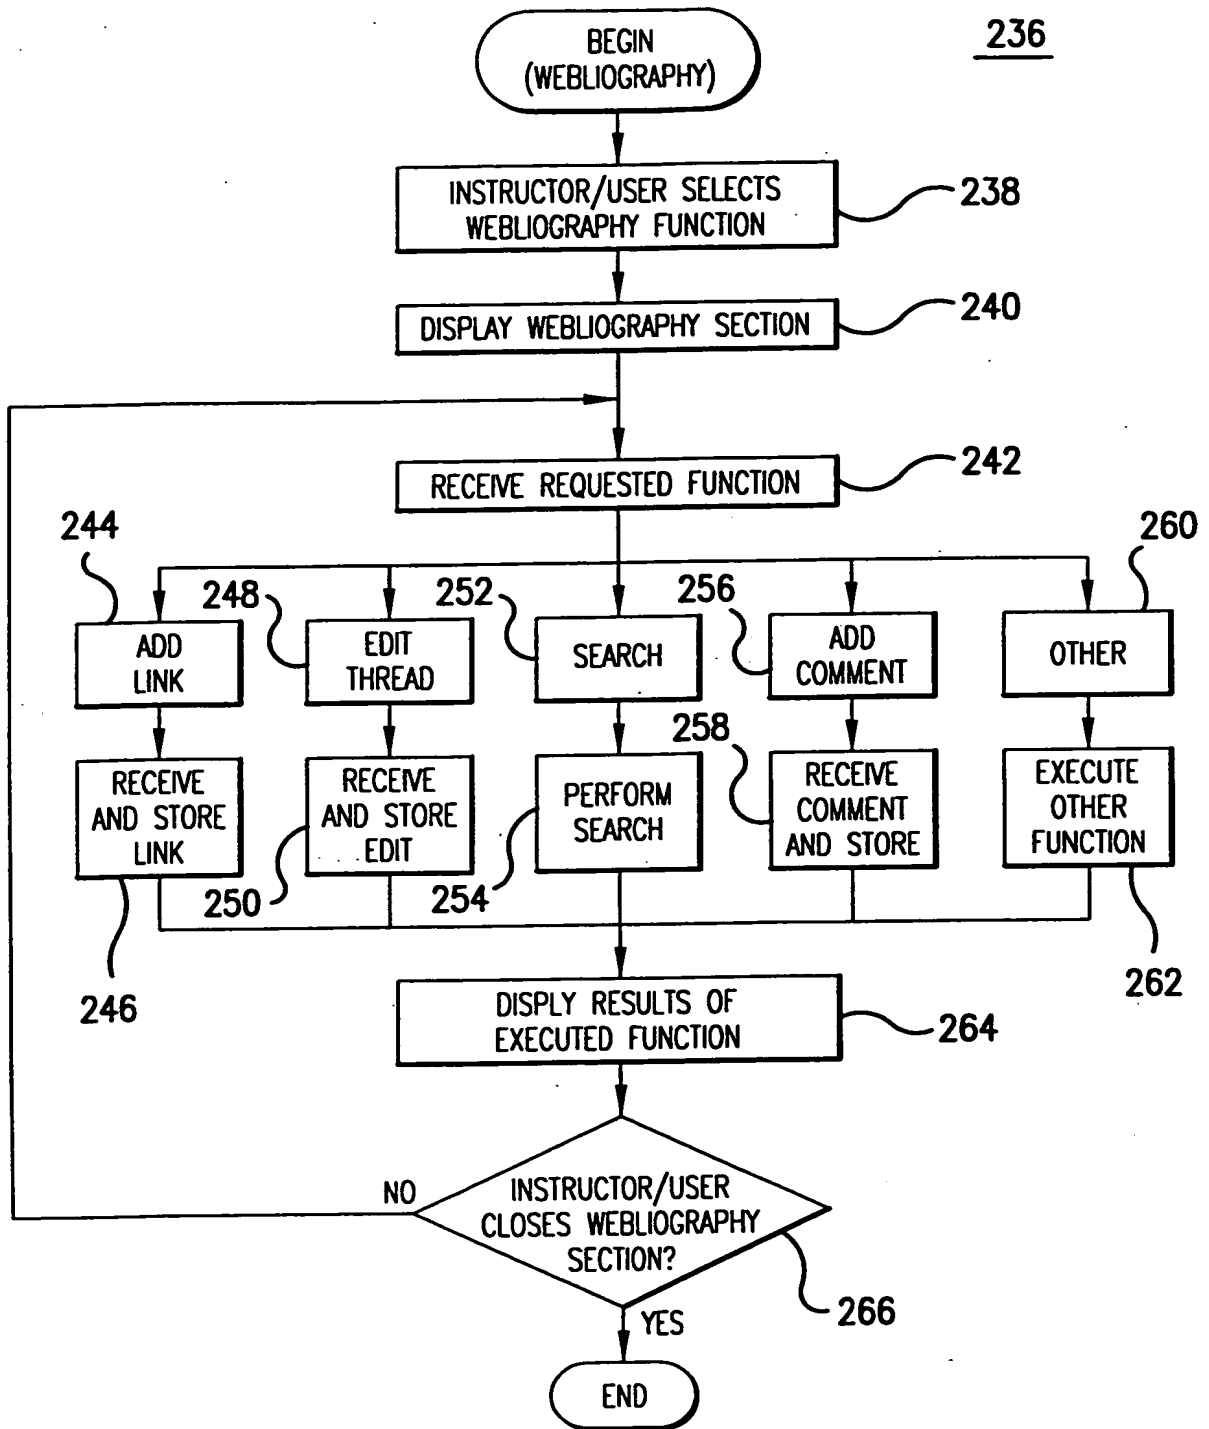 BEGIN
(WEBLIOGRAPHY)
236
INSTRUCTOR/USER SELECTS
WEBLIOGRAPHY FUNCTION
238
DISPLAY WEBLIOGRAPHY SECTION
240
RECEIVE REQUESTED FUNCTION
242
244
ADD
LINK
248
EDIT
THREAD
252
SEARCH
256
ADD
COMMENT
260
OTHER
RECEIVE
AND STORE
LINK
246
RECEIVE
AND STORE
EDIT
250
PERFORM
SEARCH
254
258
RECEIVE
COMMENT
AND STORE
EXECUTE
OTHER
FUNCTION
262
DISPLY RESULTS OF
EXECUTED FUNCTION
264
NO
INSTRUCTOR/USER
CLOSES WEBLIOGRAPHY
SECTION?
266
YES
END